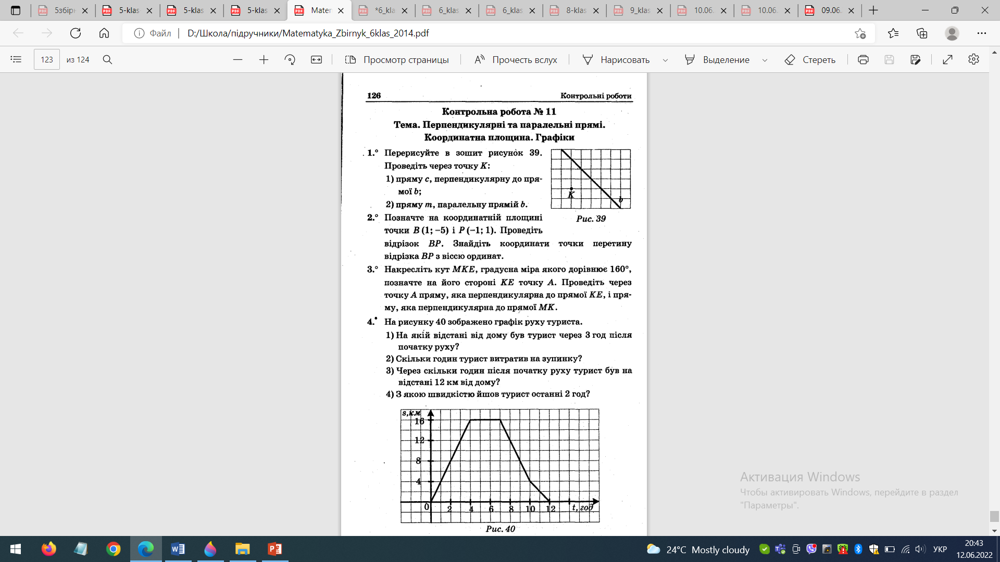 5збірн
5-klas
5-klas
5-klas
Matem
*6_kla
6_klas
6_klas
8-klas
9_klas
10.06.
10.06.
09.06.
Файл
D:/Школа/підручники/Matematyka_Zbirnyk_6klas_2014.pdf
123
из 124
Просмотр страницы
Прочесть вслух
Нарисовать
Выделение
Стереть
126
Контрольні роботи
Контрольна робота № 11
Тема. Перпендикулярні та паралельні прямі.
Координатна площина. Графіки
1.° Перерисуйте в зошит рисунок 39.
Проведіть через точку K:
1) пряму c, перпендикулярну до пря-
мої b;
2) пряму m, паралельну прямій b.
K
b
Рис. 39
2.° Позначте на координатній площині
точки B (1; −5) і P (−1; 1). Проведіть
відрізок BP. Знайдіть координати точки перетину
відрізка BP з віссю ординат.
3.° Накресліть кут MKE, градусна міра якого дорівнює 160°,
позначте на його стороні KE точку A. Проведіть через
точку A пряму, яка перпендикулярна до прямої KE, і пря-
му, яка перпендикулярна до прямої MK.
4.• На рисунку 40 зображено графік руху туриста.
1) На якій відстані від дому був турист через 3 год після
початку руху?
2) Скільки годин турист витратив на зупинку?
3) Через скільки годин після початку руху турист був на
відстані 12 км від дому?
4) З якою швидкістю йшов турист останні 2 год?
s, км
16
12
8
4
0
2
4
6
8
10
12
t, год
Рис. 40
Активация Windows
Чтобы активировать Windows, перейдите в раздел
"Параметры".
24°C Mostly cloudy
УКР
20:43
12.06.2022